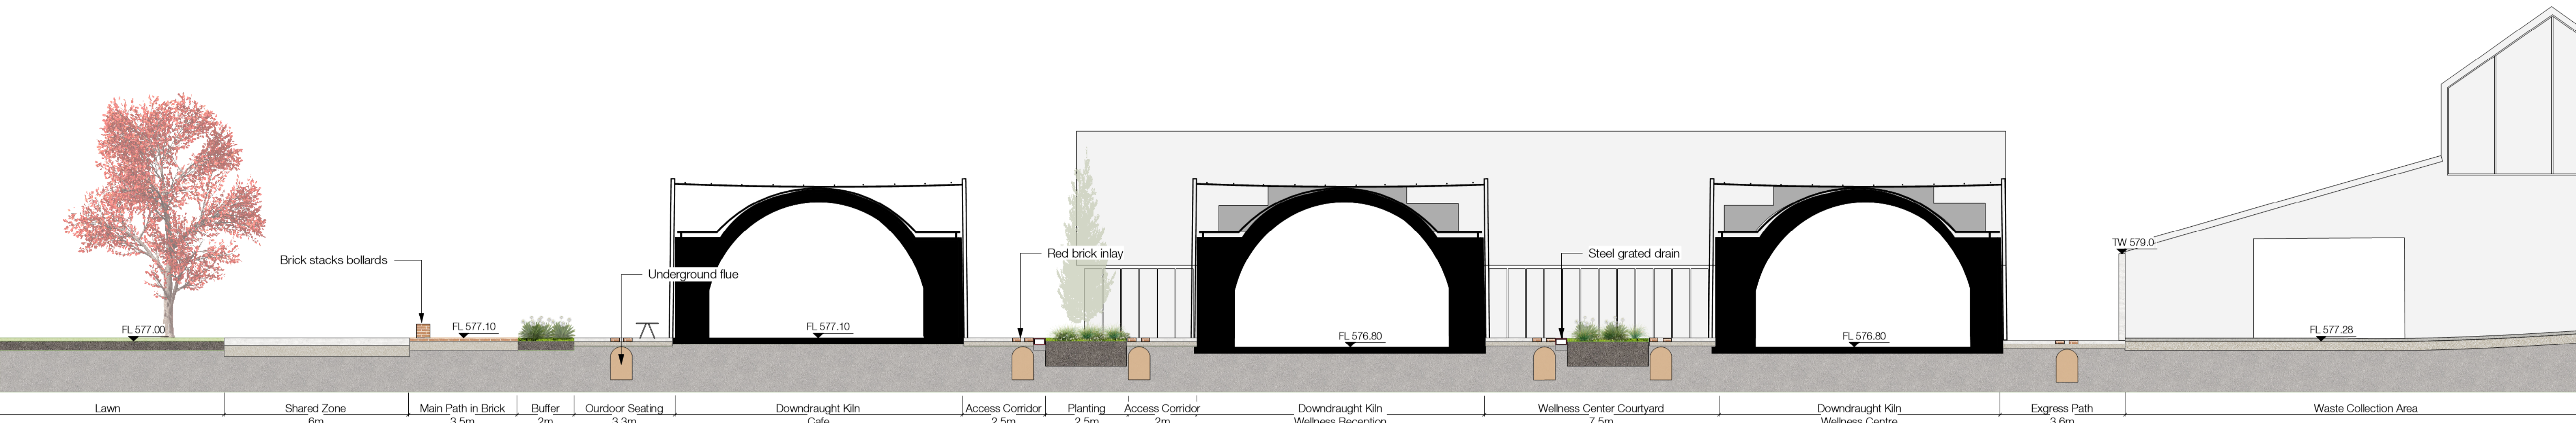 TW 579.0
Brick stacks bollards
Underground flue
Red brick inlay
Steel grated drain
FL 577.00
FL 577.10
FL 577.10
FL 576.80
FL 576.80
FL 577.28
Lawn
Shared Zone
6m
Main Path in Brick
3.5m
Buffer
2m
Ourdoor Seating
3.3m
Downdraught Kiln
Cafe
Access Corridor
2.5m
Planting
2.5m
Access Corridor
2m
Downdraught Kiln
Wellness Reception
Wellness Center Courtyard
7.5m
Downdraught Kiln
Wellness Centre
Exgress Path
3.6m
Waste Collection Area